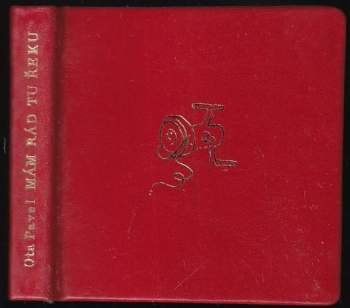 Ota Pavel MÁM RÁD TU ŘEKU